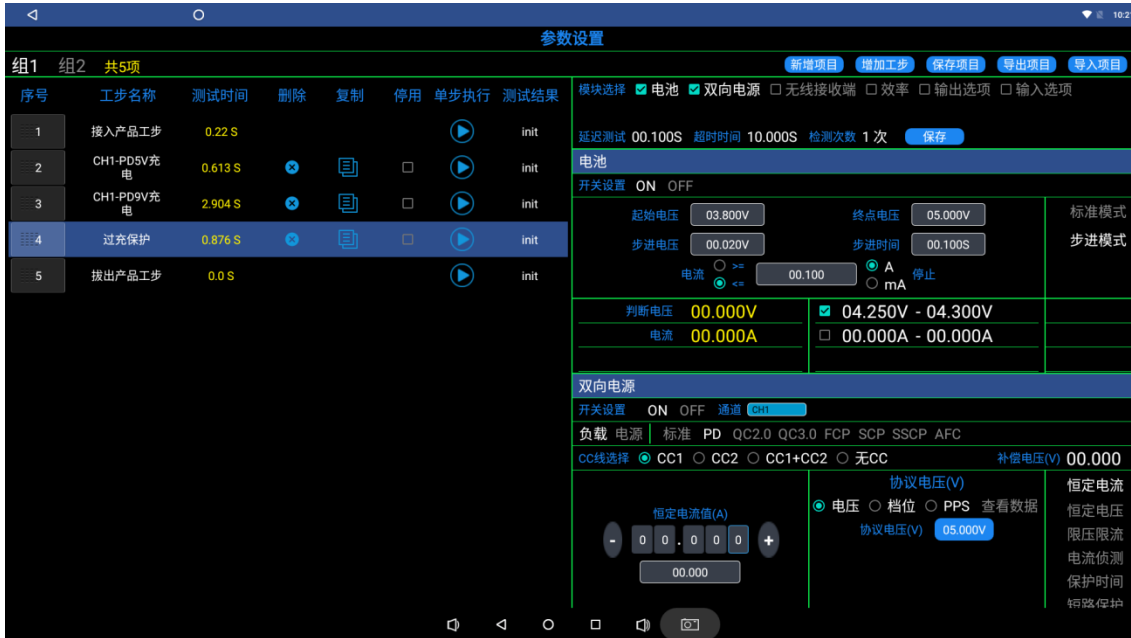 10:2
参数设置
组1 组2 共5项 新增项目 增加工步 保存项目 导出项目 导入项目
序号 工步名称 测试时间 删除 复制 停用 单步执行 测试结果
1 接入产品工步 0.22 S init
2 CH1-PD5V充电 0.613 S init
3 CH1-PD9V充电 2.904 S init
4 过充保护 0.876 S init
5 拔出产品工步 0.0 S init
模块选择 电池 双向电源 无线接收端 效率 输出选项 输入选项
延迟测试 00.100S 超时时间 10.000S 检测次数 1 次 保存
电池
开关设置 ON OFF
起始电压 03.800V 终点电压 05.000V 标准模式
步进电压 00.020V 步进时间 00.100S 步进模式
电流 >= <= 00.100 A mA 停止
判断电压 00.000V 04.250V - 04.300V
电流 00.000A 00.000A - 00.000A
双向电源
开关设置 ON OFF 通道 CH1
负载 电源 标准 PD QC2.0 QC3.0 FCP SCP SSCP AFC
CC线选择 CC1 CC2 CC1+CC2 无CC 补偿电压(V) 00.000
恒定电流值(A)
- 0 0 . 0 0 0 +
00.000
协议电压(V)
电压 档位 PPS 查看数据
协议电压(V) 05.000V
恒定电流
恒定电压
限压限流
电流侦测
保护时间
短路保护